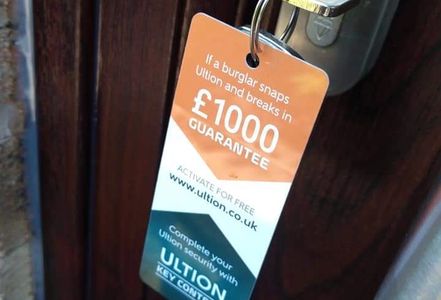 If a burglar snaps
Ultion and breaks in
£1000
GUARANTEE
ACTIVATE FOR FREE
www.ultion.co.uk
Complete your
Ultion security with
ULTION